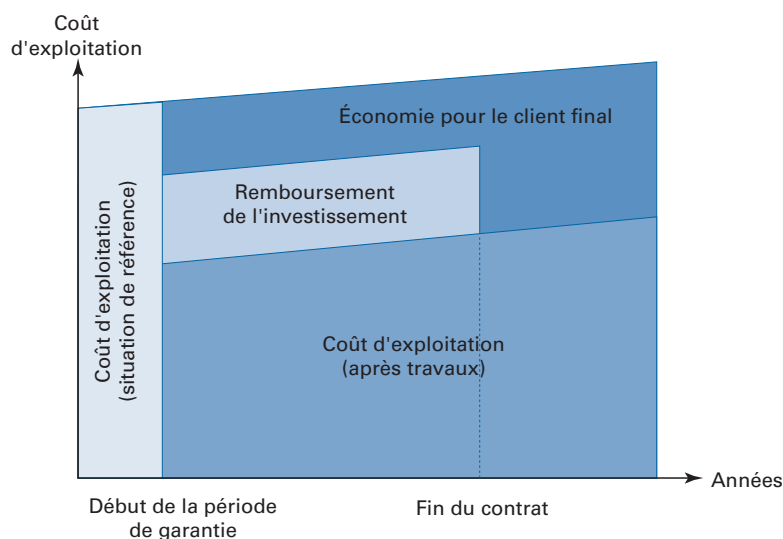 Coût
d'exploitation
Économie pour le client final
Remboursement
de l'investissement
Coût d'exploitation
(situation de référence)
Coût d'exploitation
(après travaux)
Années
Début de la période
de garantie
Fin du contrat